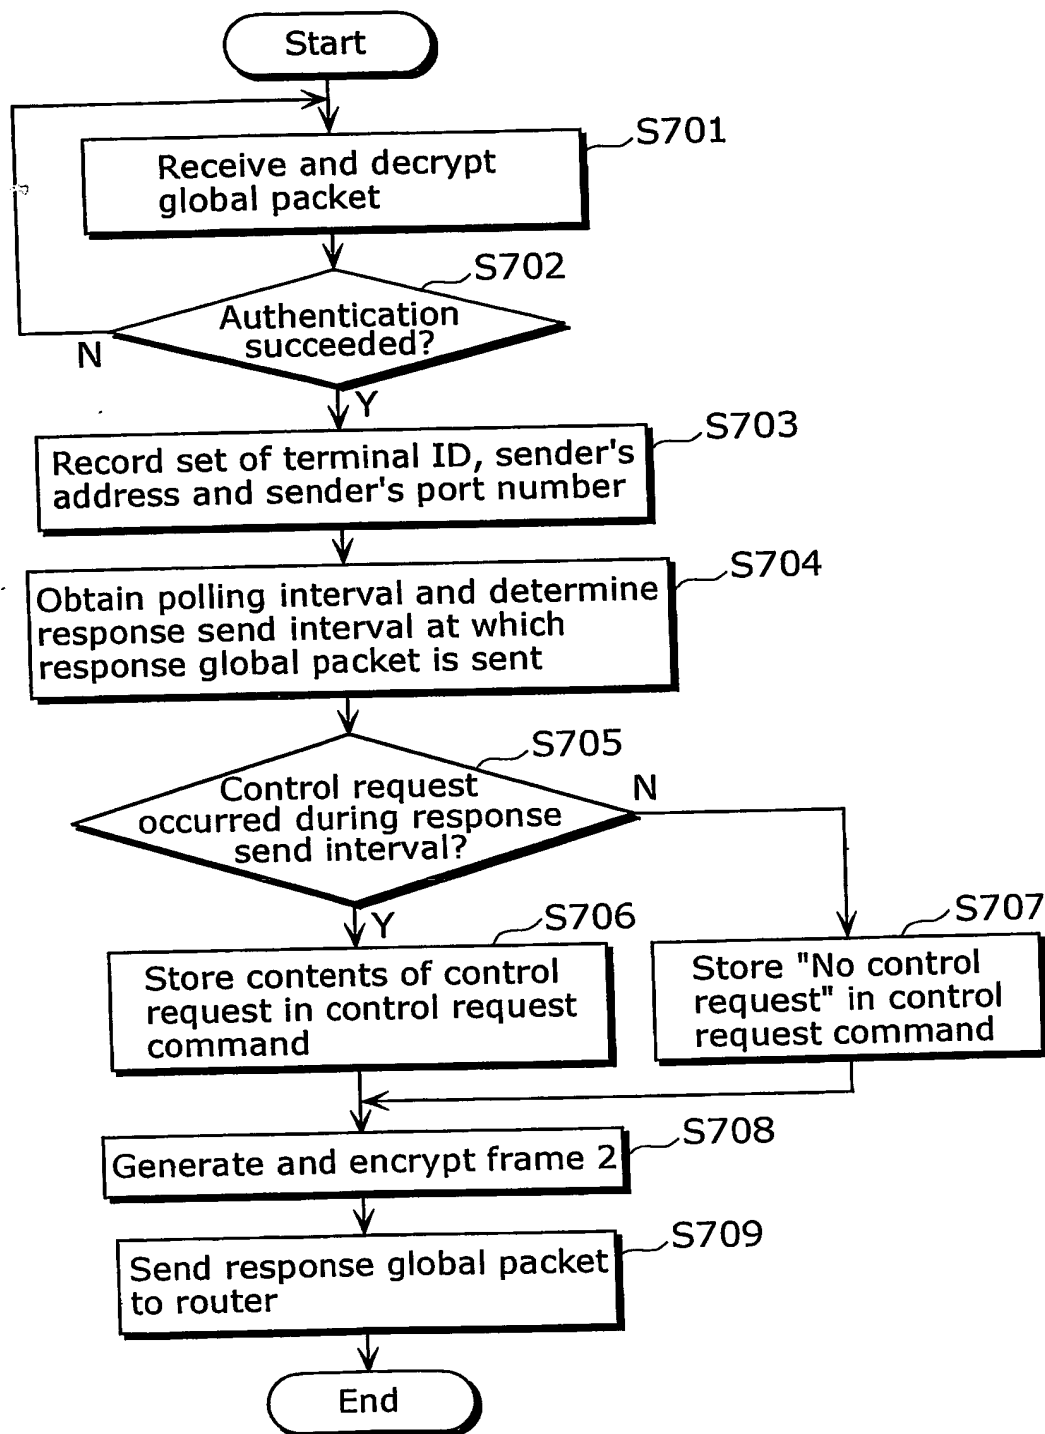 Start
S701
Receive and decrypt
global packet
S702
Authentication
succeeded?
N
Y
S703
Record set of terminal ID, sender's
address and sender's port number
S704
Obtain polling interval and determine
response send interval at which
response global packet is sent
S705
Control request
occurred during response
send interval?
N
Y
S706
Store contents of control
request in control request
command
S707
Store "No control
request" in control
request command
S708
Generate and encrypt frame 2
S709
Send response global packet
to router
End